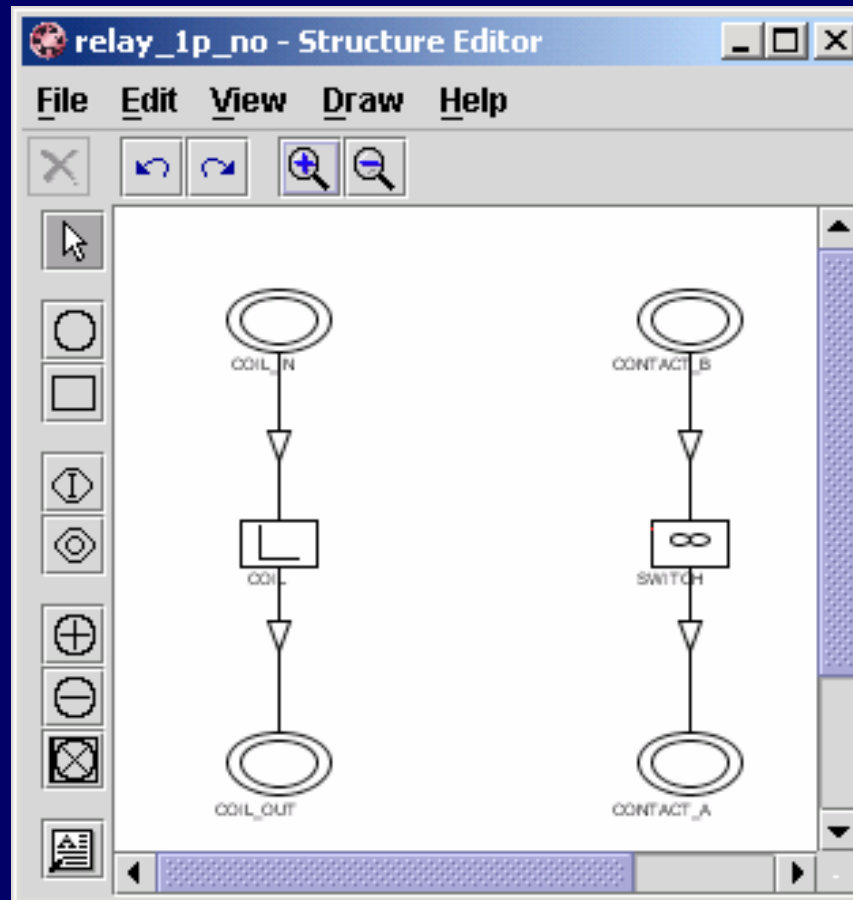 relay_1p_no - Structure Editor
File Edit View Draw Help
COIL_IN CONTACT_B
COIL SWITCH
COIL_OUT CONTACT_A